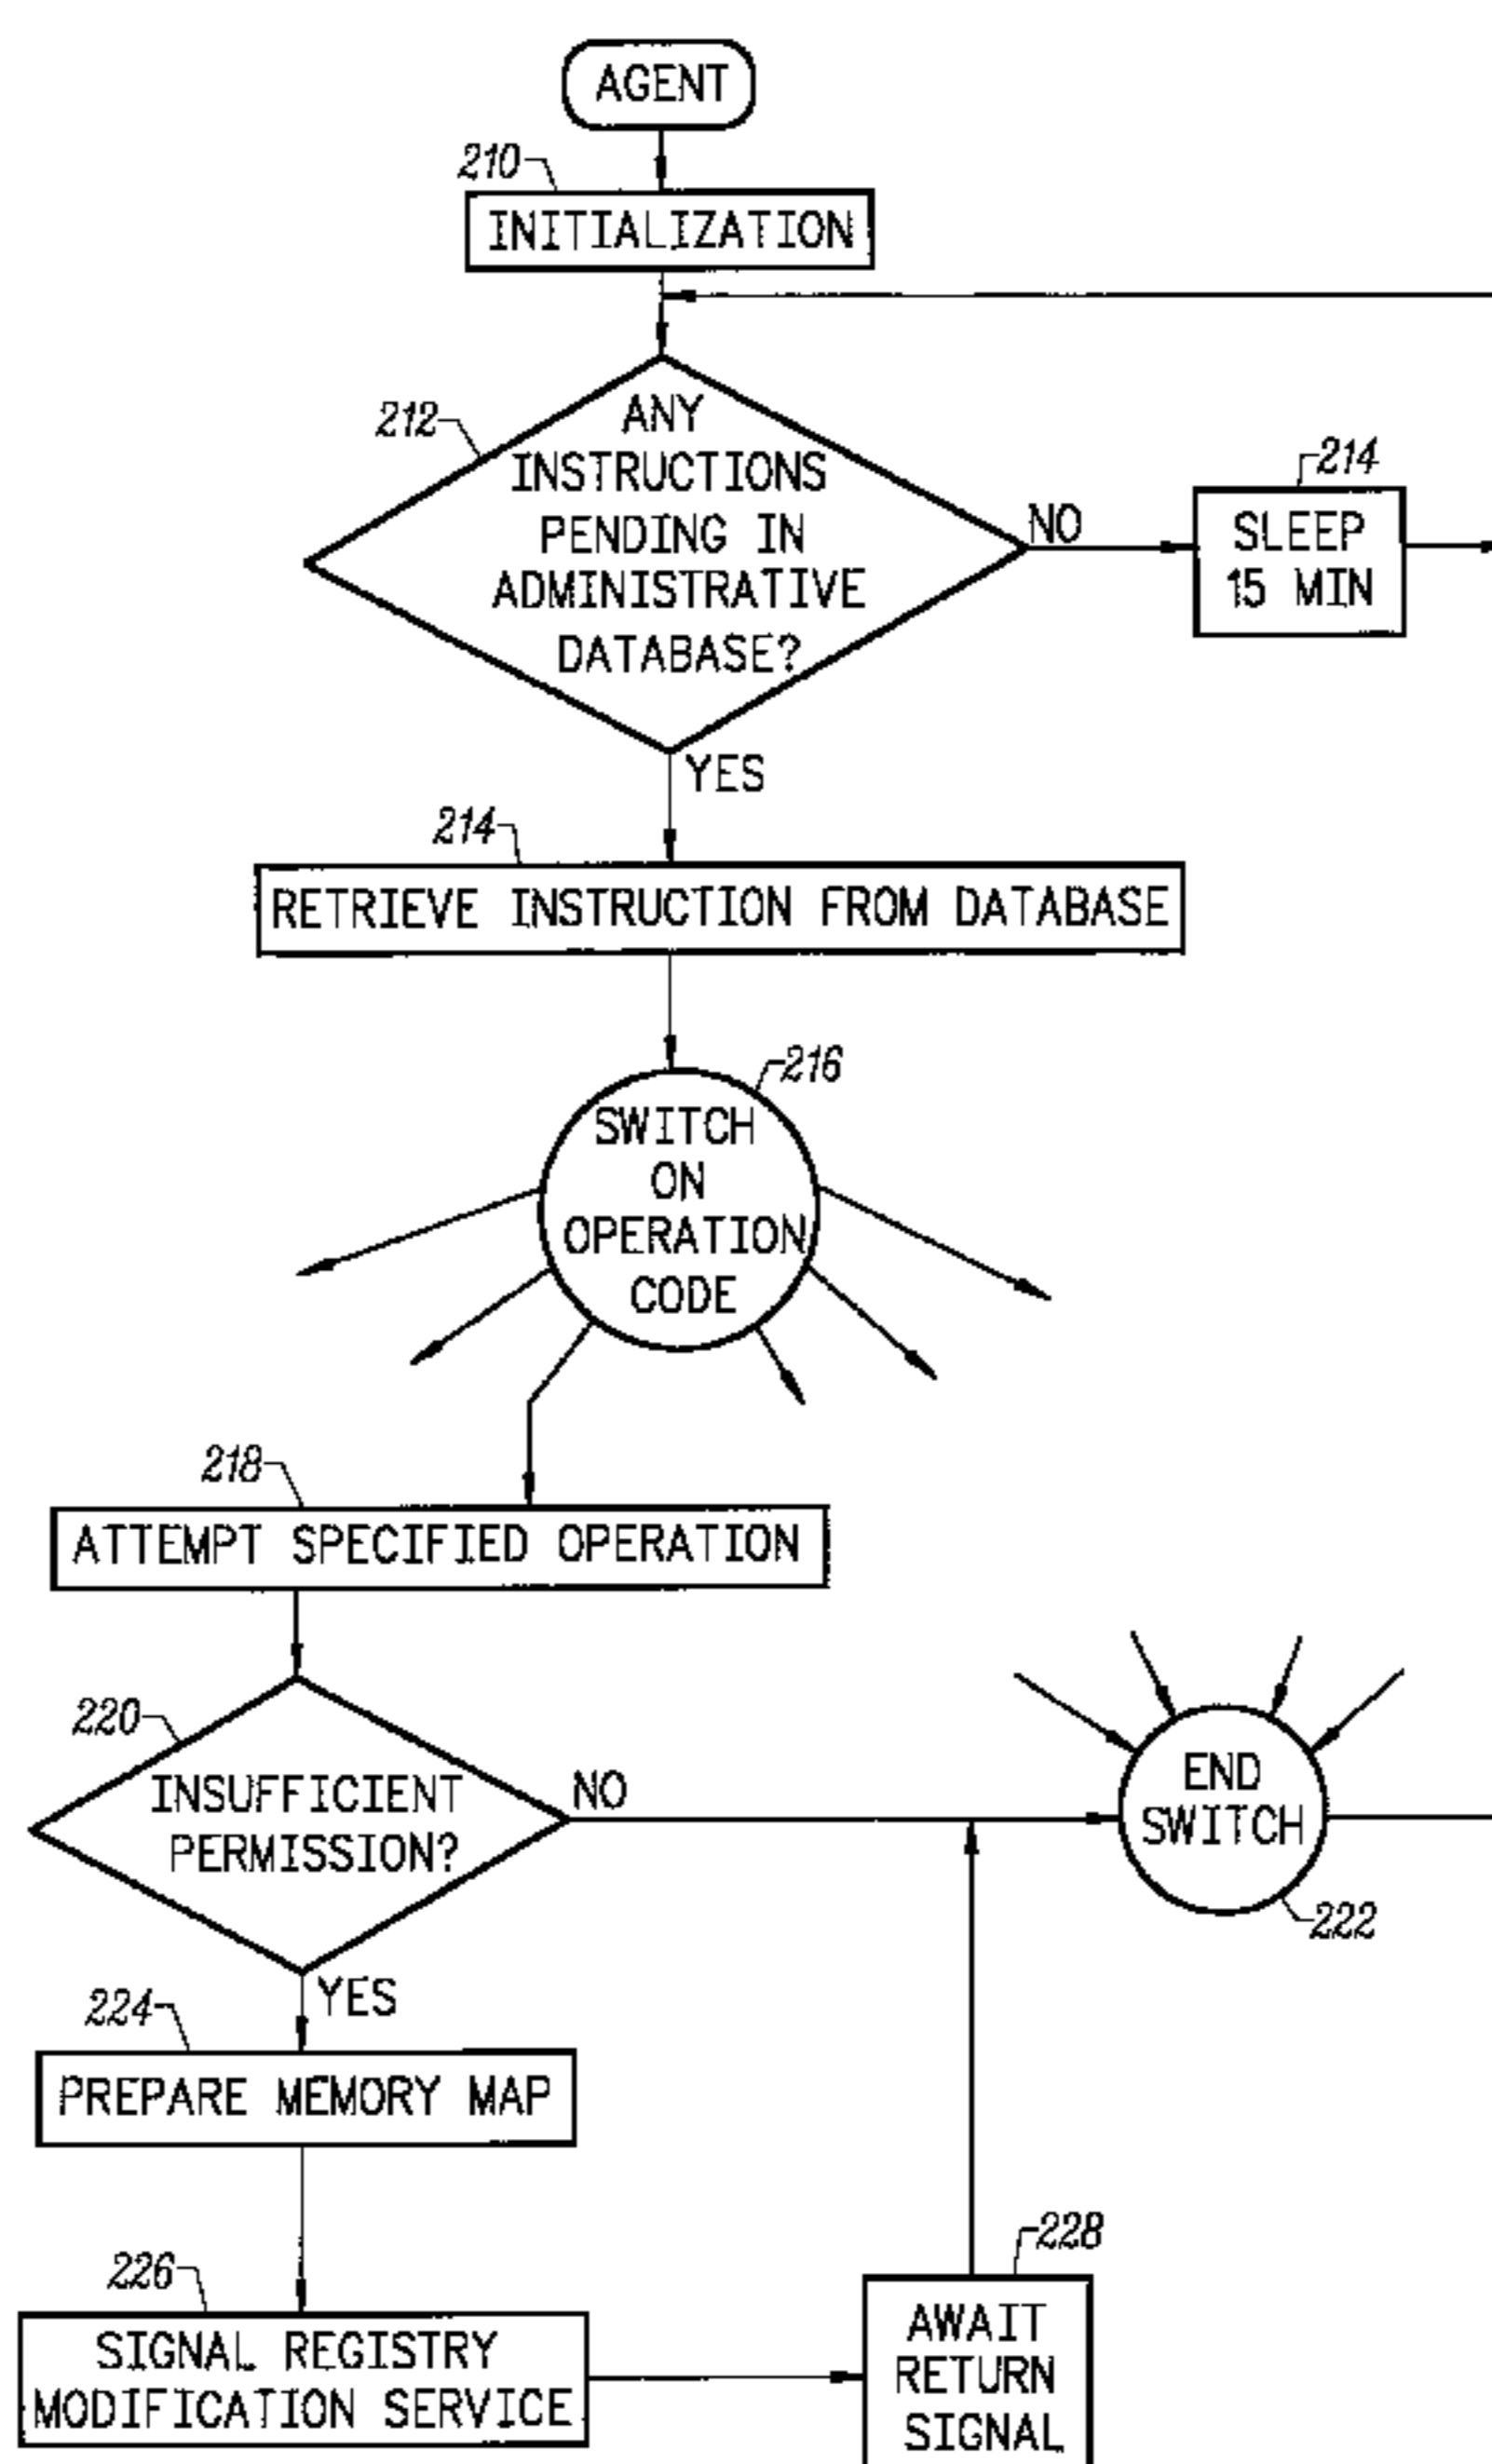 AGENT
210
INITIALIZATION
212
ANY
INSTRUCTIONS
PENDING IN
ADMINISTRATIVE
DATABASE?
NO
214
SLEEP
15 MIN
YES
214
RETRIEVE INSTRUCTION FROM DATABASE
216
SWITCH
ON
OPERATION
CODE
218
ATTEMPT SPECIFIED OPERATION
220
INSUFFICIENT
PERMISSION?
NO
END
SWITCH
222
YES
224
PREPARE MEMORY MAP
226
SIGNAL REGISTRY
MODIFICATION SERVICE
228
AWAIT
RETURN
SIGNAL